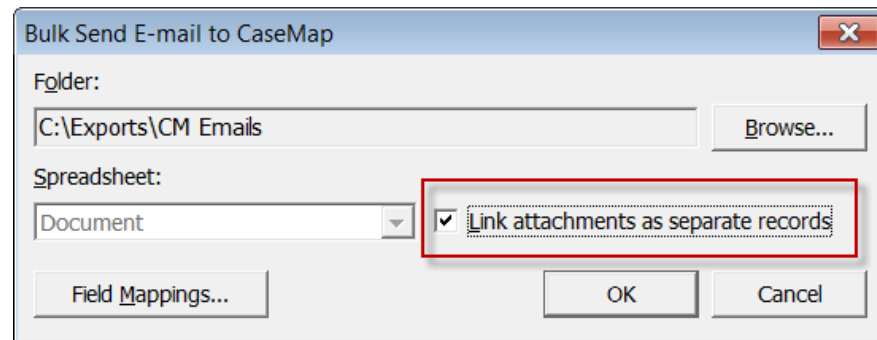 Bulk Send E-mail to CaseMap
Folder:
C:\Exports\CM Emails
Browse...
Spreadsheet:
Document
Link attachments as separate records
Field Mappings...
OK
Cancel